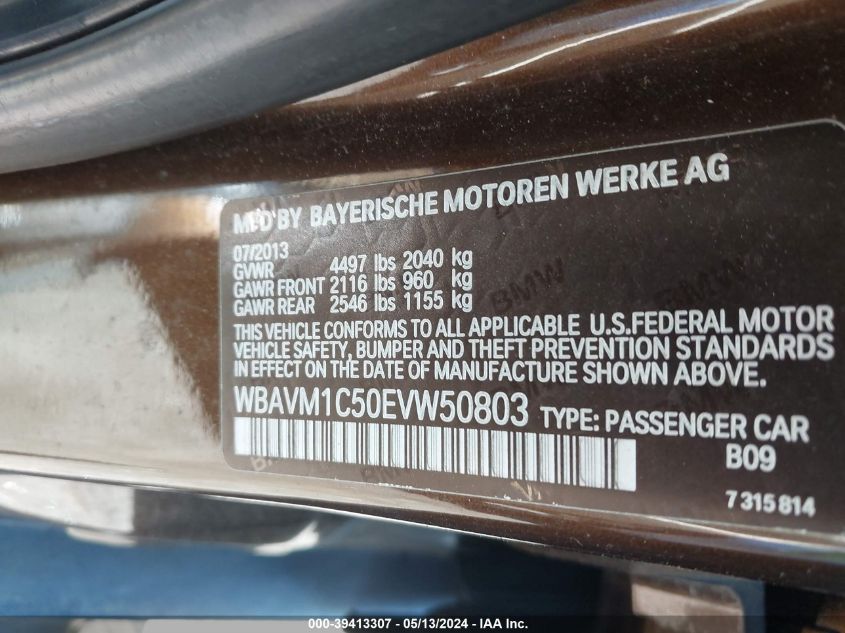 MFD BY BAYERISCHE MOTOREN WERKE AG
07/2013
GVWR 4497 lbs 2040 kg
GAWR FRONT 2116 lbs 960 kg
GAWR REAR 2546 lbs 1155 kg
THIS VEHICLE CONFORMS TO ALL APPLICABLE U.S.FEDERAL MOTOR
VEHICLE SAFETY, BUMPER AND THEFT PREVENTION STANDARDS
IN EFFECT ON THE DATE OF MANUFACTURE SHOWN ABOVE.
WBAVM1C50EVW50803 TYPE: PASSENGER CAR
B09
7 315 814
000-39413307 - 05/13/2024 - IAA Inc.